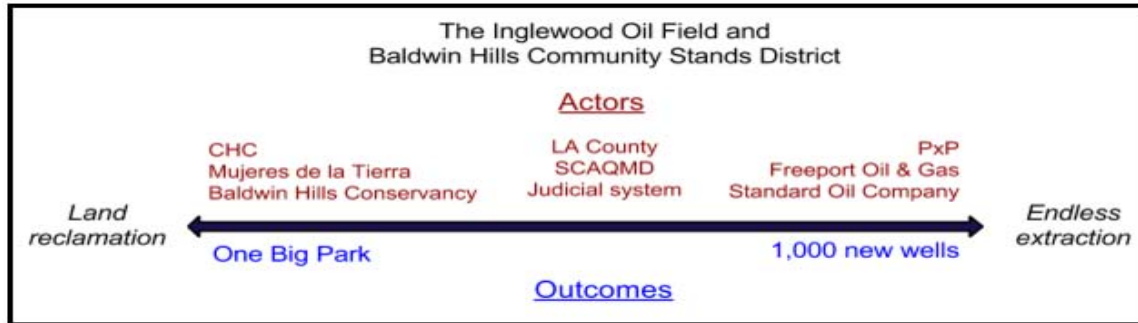 The Inglewood Oil Field and
Baldwin Hills Community Stands District
Actors
CHC
Mujeres de la Tierra
Baldwin Hills Conservancy
LA County
SCAQMD
Judicial system
PxP
Freeport Oil & Gas
Standard Oil Company
Land
reclamation
Endless
extraction
One Big Park
1,000 new wells
Outcomes